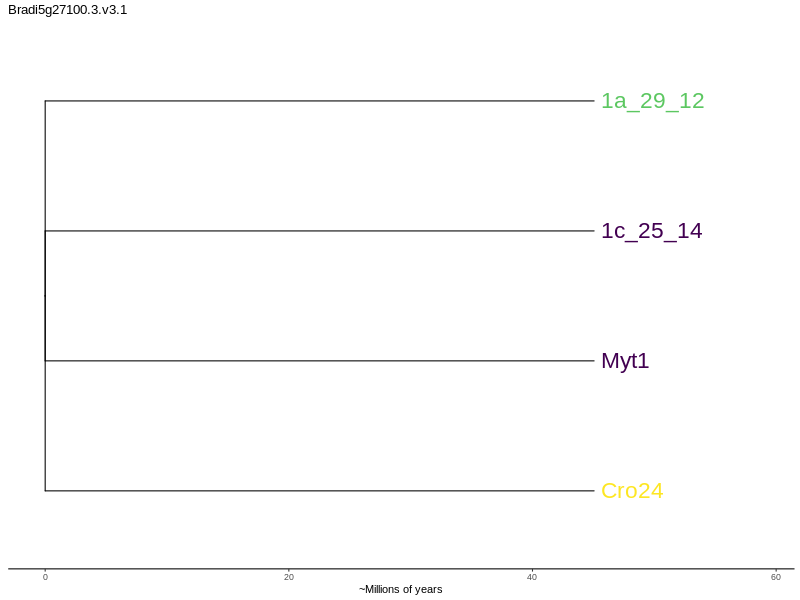 Bradi5g27100.3.v3.1
1a_29_12
1c_25_14
Myt1
Cro24
0 20 40 60
~Millions of years